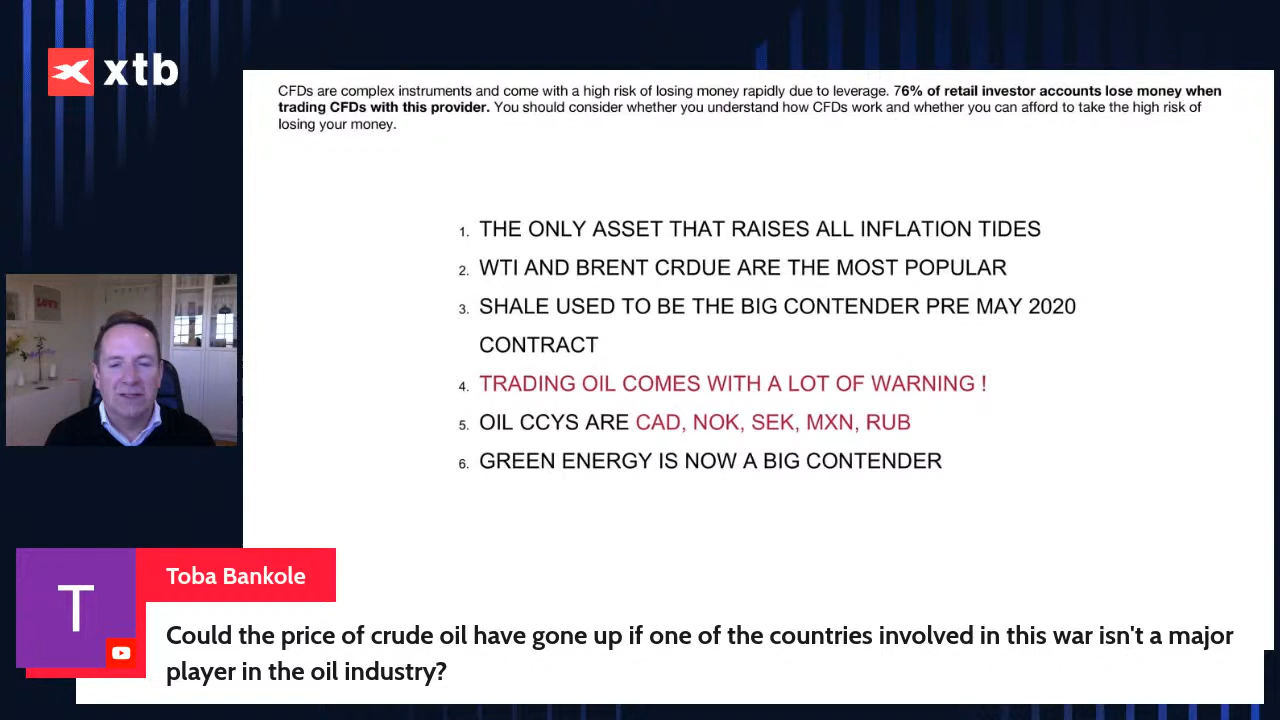 xtb
CFDs are complex instruments and come with a high risk of losing money rapidly due to leverage. 76% of retail investor accounts lose money when
trading CFDs with this provider. You should consider whether you understand how CFDs work and whether you can afford to take the high risk of
losing your money.
1. THE ONLY ASSET THAT RAISES ALL INFLATION TIDES
2. WTI AND BRENT CRDUE ARE THE MOST POPULAR
3. SHALE USED TO BE THE BIG CONTENDER PRE MAY 2020
CONTRACT
4. TRADING OIL COMES WITH A LOT OF WARNING !
5. OIL CCYS ARE CAD, NOK, SEK, MXN, RUB
6. GREEN ENERGY IS NOW A BIG CONTENDER
T
Toba Bankole
Could the price of crude oil have gone up if one of the countries involved in this war isn't a major
player in the oil industry?